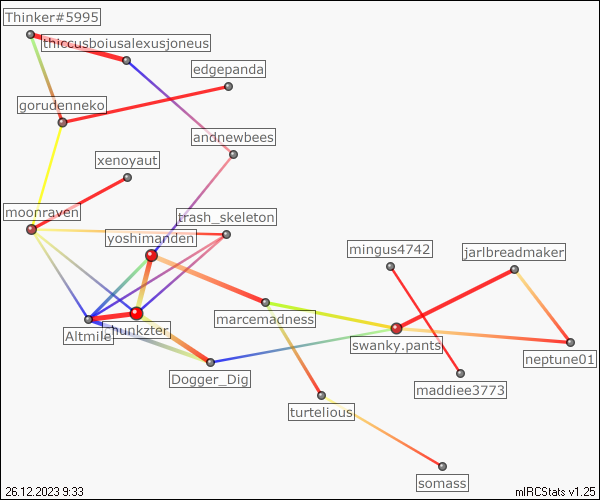 Thinker#5995
thiccusboiusalexusjoneus
edgepanda
gorudenneko
andnewbees
xenoyaut
moonraven
trash_skeleton
yoshimanden
mingus4742
jarlbreadmaker
marcemadness
Altmile
hunkzter
swanky.pants
neptune01
Dogger_Dig
maddiee3773
turtelious
somass
26.12.2023 9:33
mIRCStats v1.25